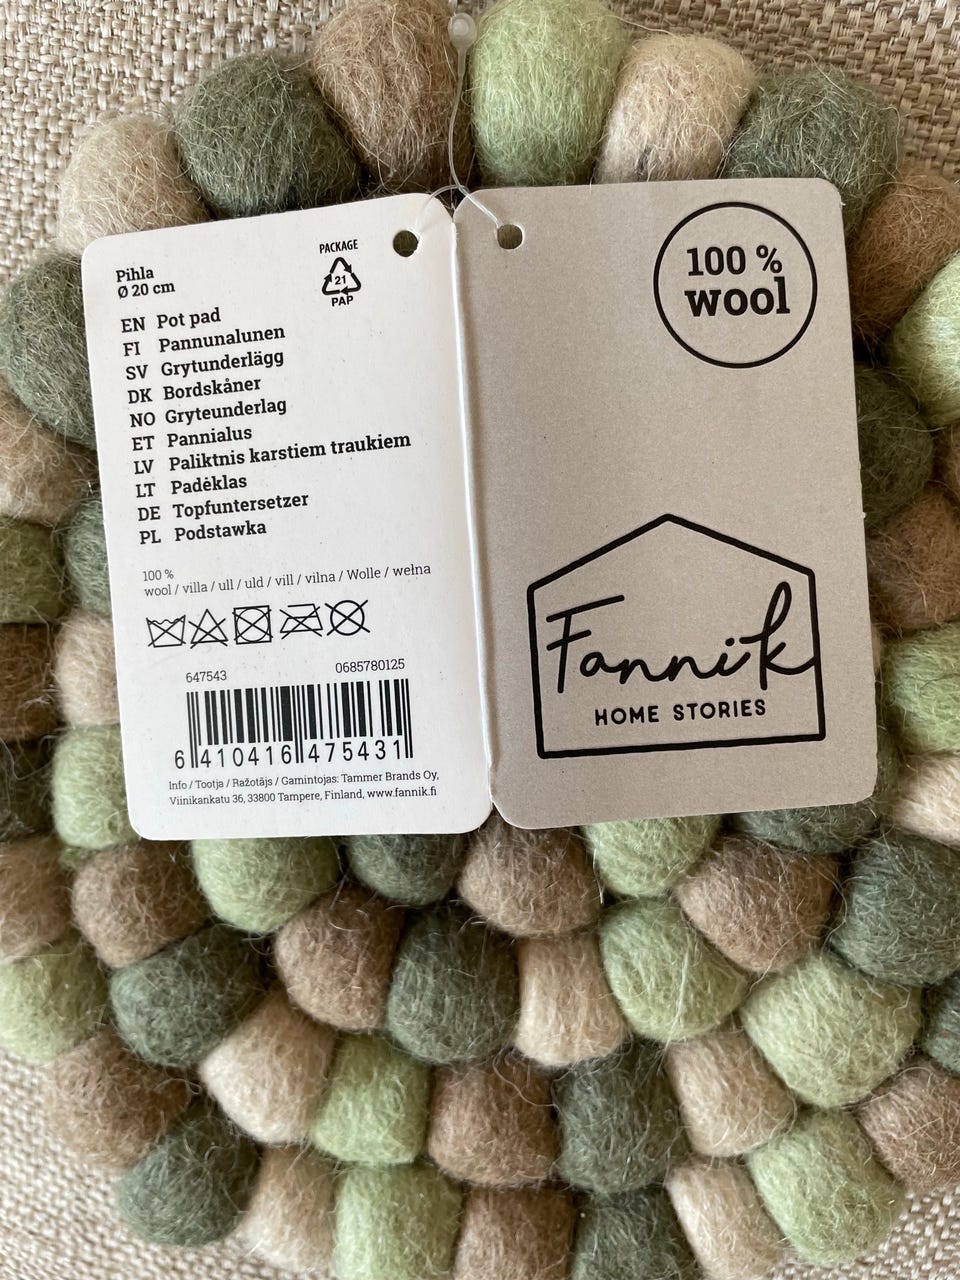 Pihla
Ø 20 cm
PACKAGE
21
PAP
EN Pot pad
FI Pannunalunen
SV Grytunderlägg
DK Bordskåner
NO Gryteunderlag
ET Pannialus
LV Paliktnis karstiem traukiem
LT Padėklas
DE Topfuntersetzer
PL Podstawka
100 %
wool / villa / ull / uld / vill / vilna / Wolle / wełna
647543 0685780125
6 410416 475431
Info / Tootja / Ražotājs / Gamintojas: Tammer Brands Oy,
Viinikankatu 36, 33800 Tampere, Finland, www.fannik.fi
100 %
wool
Fannik
HOME STORIES